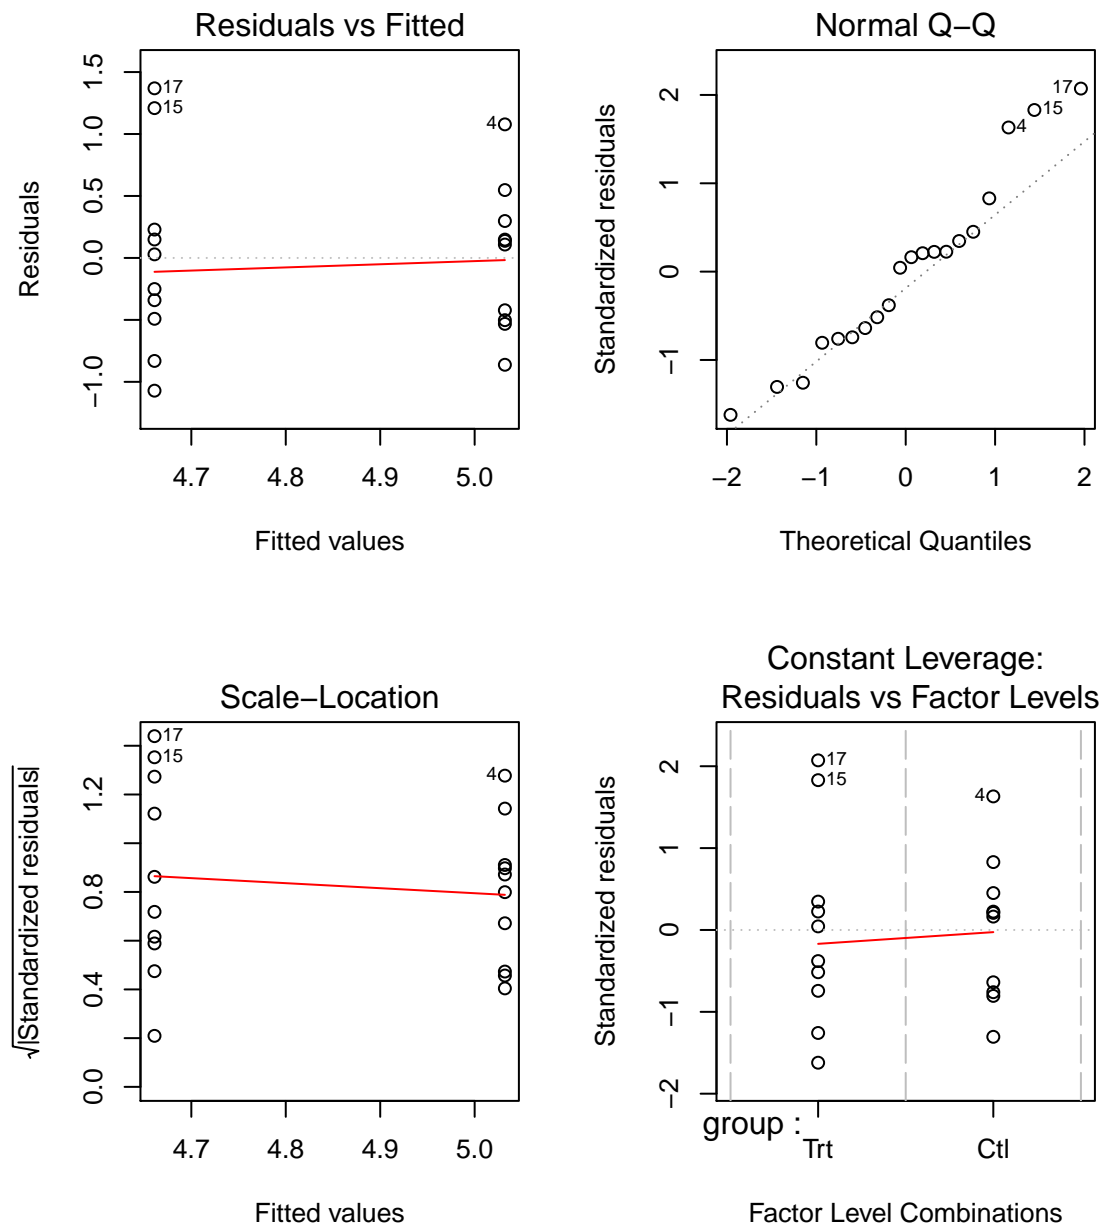 Residuals vs Fitted
Residuals
1.5
1.0
0.5
0.0
−1.0
17
15
4
4.7 4.8 4.9 5.0
Fitted values
Normal Q−Q
Standardized residuals
2
1
0
−1
17
15
4
−2 −1 0 1 2
Theoretical Quantiles
Scale−Location
√|Standardized residuals|
1.2
0.8
0.4
0.0
17
15
4
4.7 4.8 4.9 5.0
Fitted values
Constant Leverage:
Residuals vs Factor Levels
Standardized residuals
2
1
0
−1
−2
17
15
4
group :
Trt Ctl
Factor Level Combinations